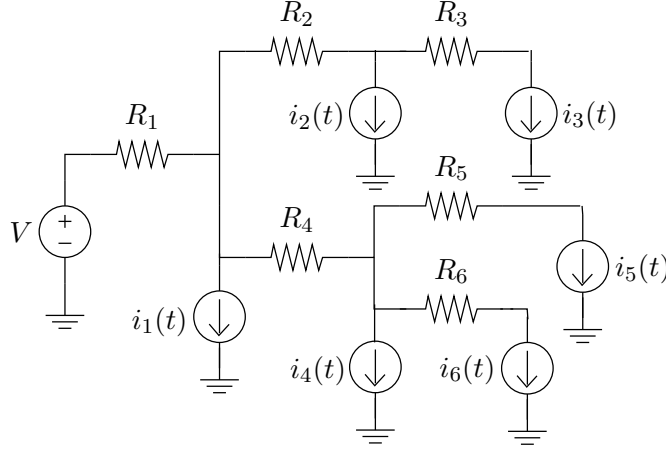 R2 R3
R1 i2(t) i3(t)
R5
V + − R4
R6 i5(t)
i1(t)
i4(t) i6(t)